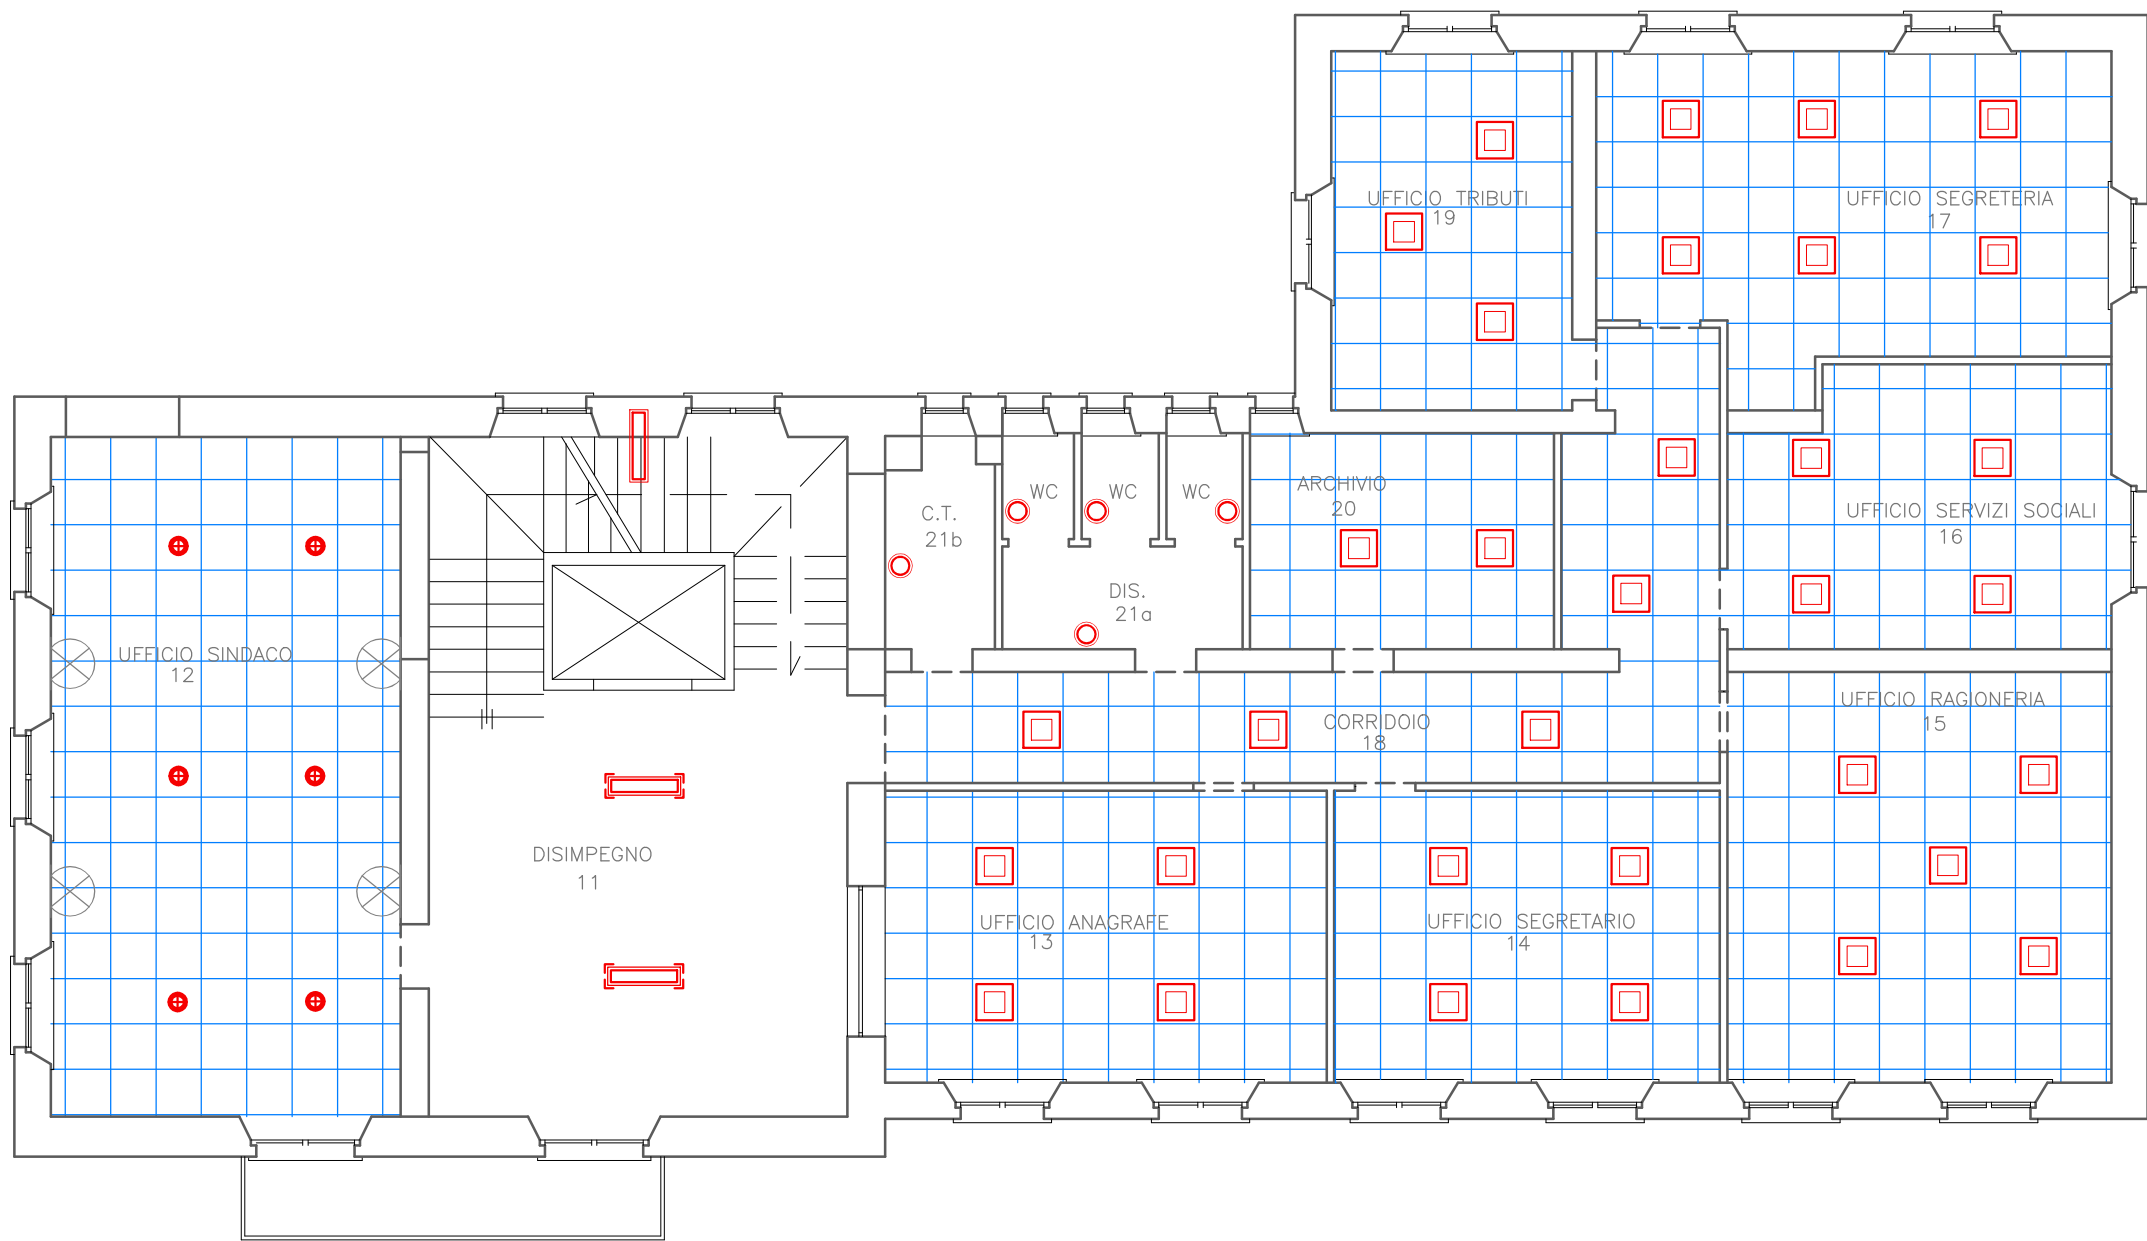 UFFICIO TRIBUTI
19
UFFICIO SEGRETERIA
17
ARCHIVIO
20
WC
WC
WC
C.T.
21b
UFFICIO SERVIZI SOCIALI
16
DIS.
21a
UFFICIO SINDACO
12
UFFICIO RAGIONERIA
15
CORRIDOIO
18
DISIMPEGNO
11
UFFICIO ANAGRAFE
13
UFFICIO SEGRETARIO
14